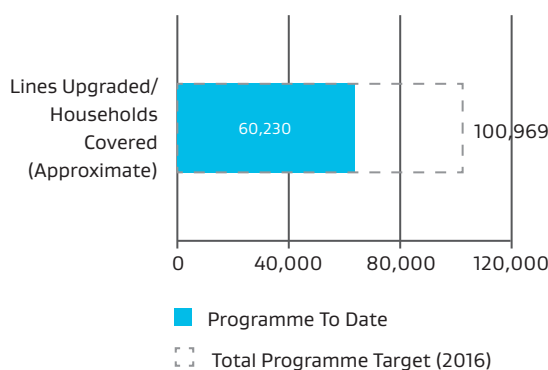 Lines Upgraded/
Households
Covered
(Approximate)
60,230
100,969
0 40,000 80,000 120,000
Programme To Date
Total Programme Target (2016)